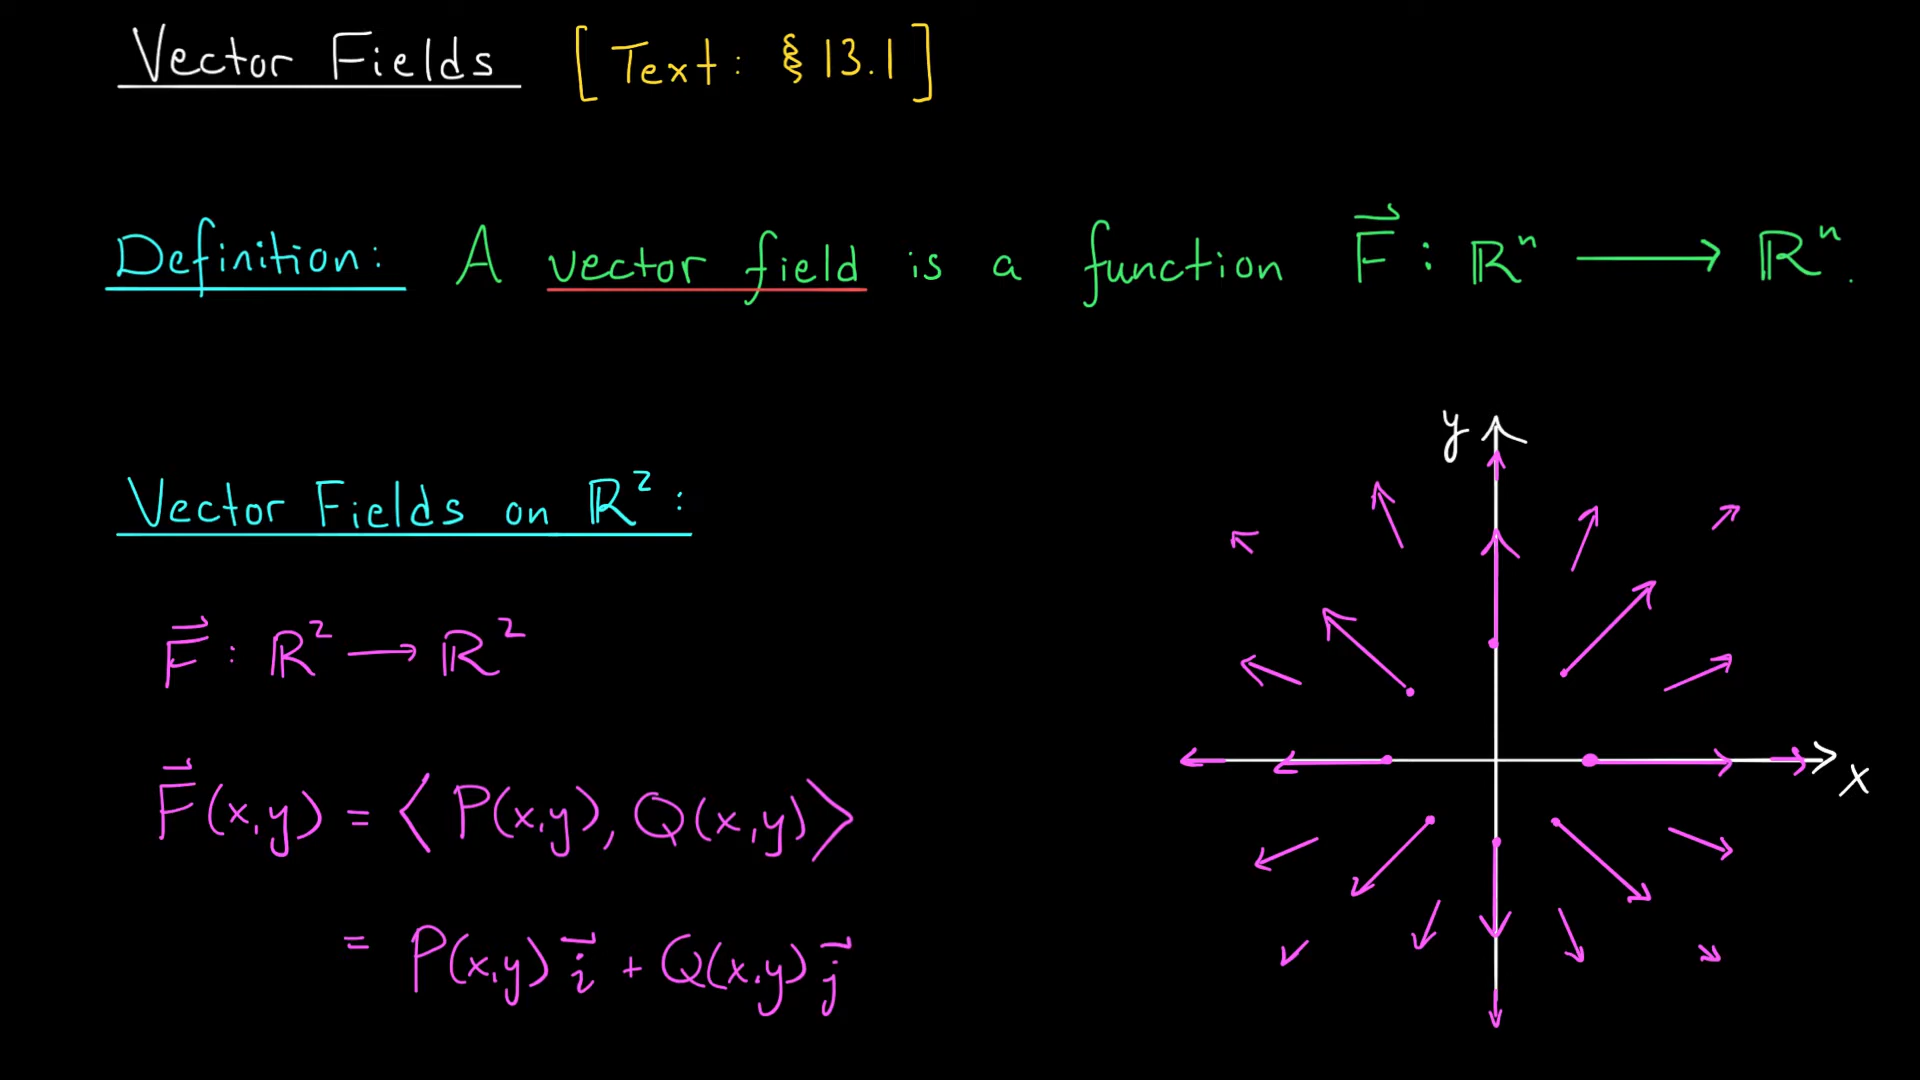 Vector Fields [Text: § 13.1]
Definition: A vector field is a function F⃗ : ℝⁿ ⟶ ℝⁿ.
Vector Fields on ℝ²:
F⃗ : ℝ² ⟶ ℝ²
F⃗(x,y) = ⟨P(x,y), Q(x,y)⟩
= P(x,y) i⃗ + Q(x,y) j⃗
y
x